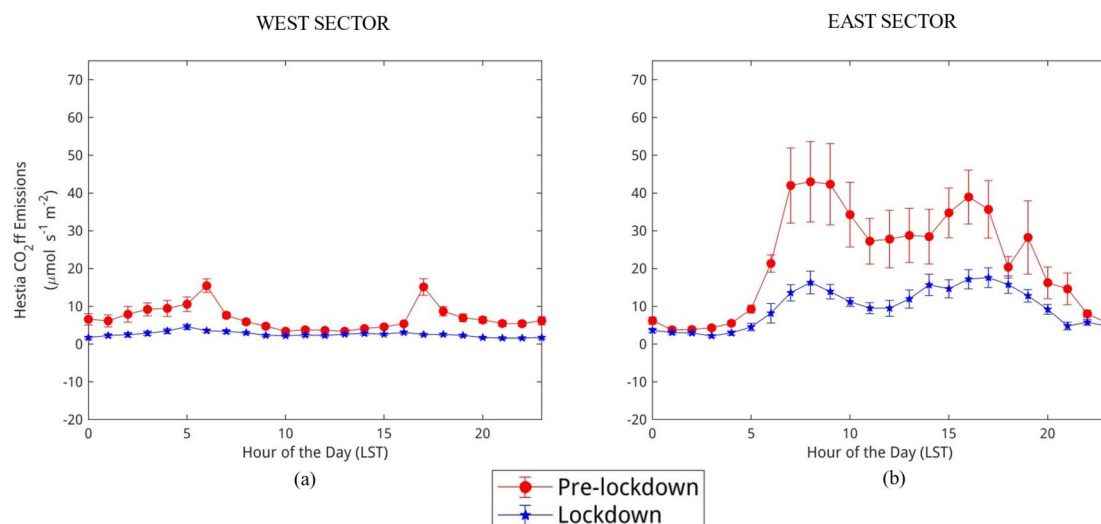 WEST SECTOR
EAST SECTOR
Hestia CO2ff Emissions
(μmol s-1 m-2)
70
60
50
40
30
20
10
0
-10
-20
0 5 10 15 20
Hour of the Day (LST)
(a)
70
60
50
40
30
20
10
0
-10
-20
0 5 10 15 20
Hour of the Day (LST)
(b)
Pre-lockdown
Lockdown